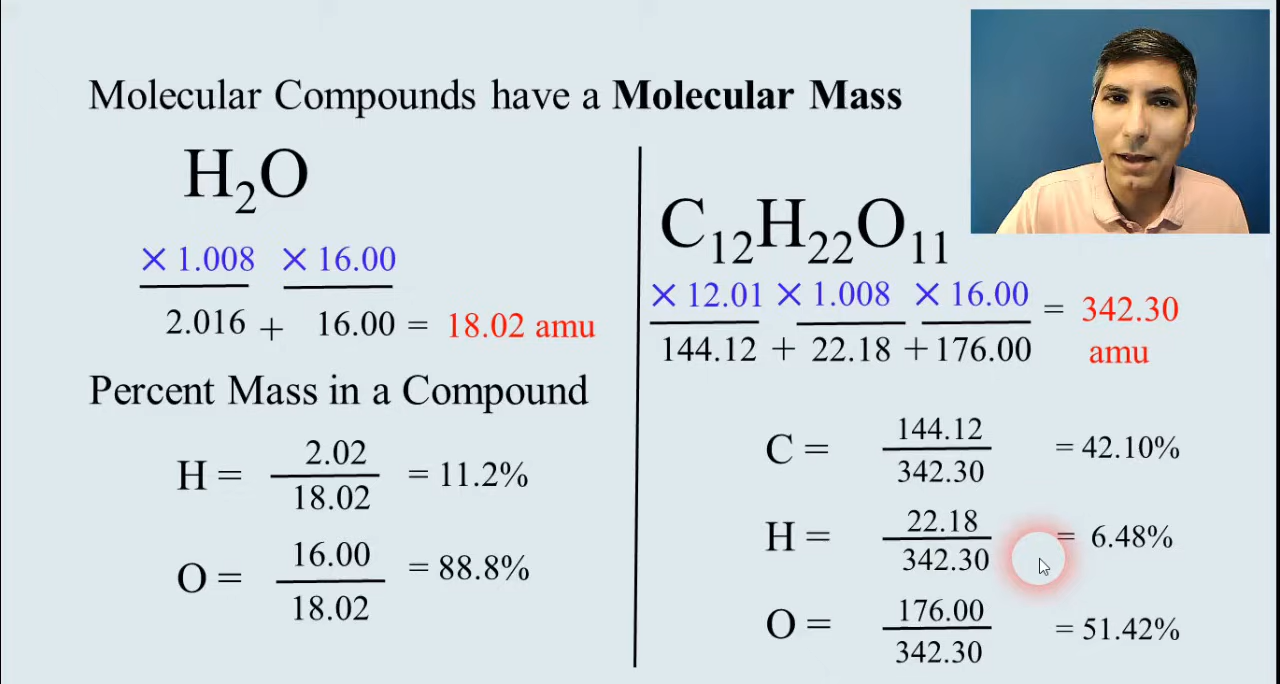 Molecular Compounds have a Molecular Mass
H₂O
× 1.008 × 16.00
2.016 + 16.00 = 18.02 amu
Percent Mass in a Compound
H = 2.02
18.02 = 11.2%
O = 16.00
18.02 = 88.8%
C₁₂H₂₂O₁₁
× 12.01 × 1.008 × 16.00
144.12 + 22.18 + 176.00 = 342.30
amu
C = 144.12
342.30 = 42.10%
H = 22.18
342.30 = 6.48%
O = 176.00
342.30 = 51.42%